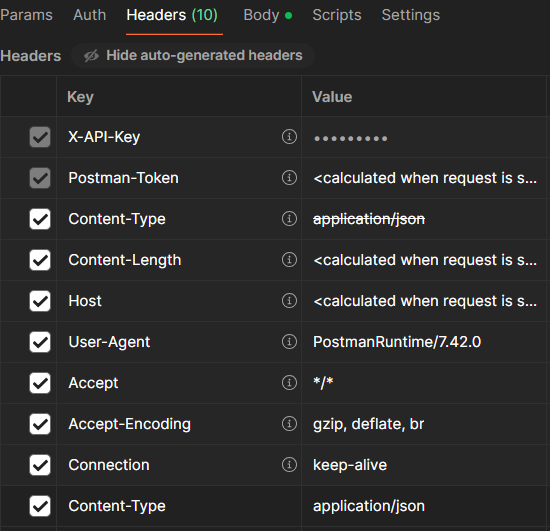 Params Auth Headers (10) Body Scripts Settings
Headers Hide auto-generated headers
Key Value
X-API-Key •••••••••
Postman-Token <calculated when request is s...
Content-Type application/json
Content-Length <calculated when request is s...
Host <calculated when request is s...
User-Agent PostmanRuntime/7.42.0
Accept */*
Accept-Encoding gzip, deflate, br
Connection keep-alive
Content-Type application/json